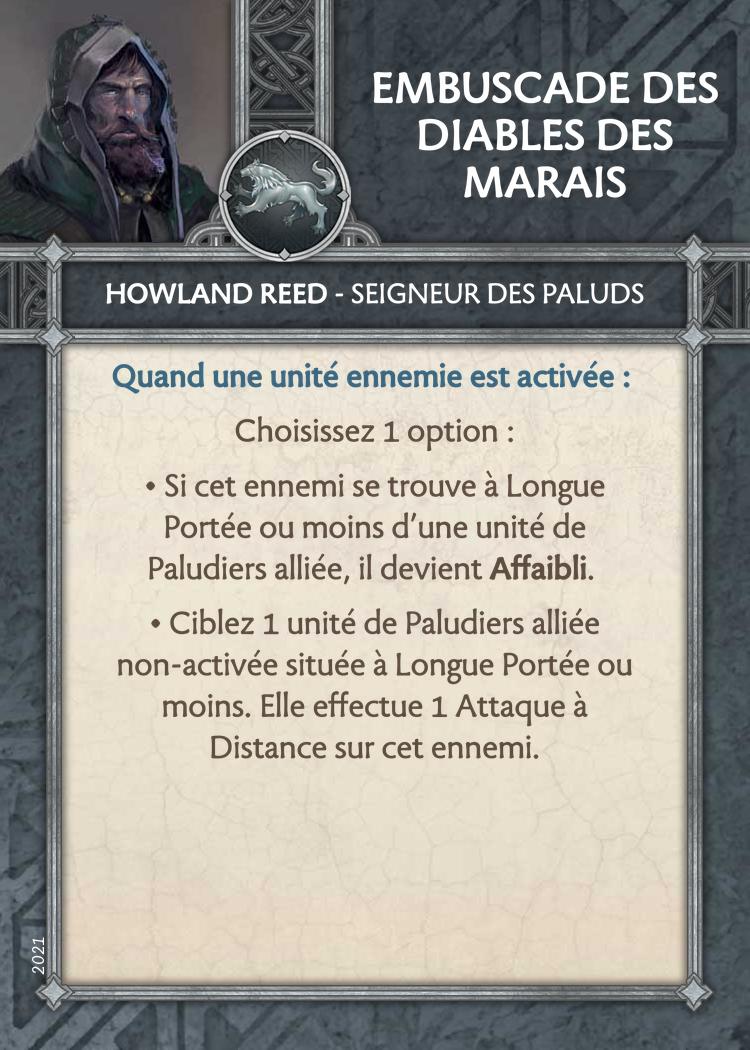 EMBUSCADE DES
DIABLES DES
MARAIS
HOWLAND REED - SEIGNEUR DES PALUDS
Quand une unité ennemie est activée :
Choisissez 1 option :
• Si cet ennemi se trouve à Longue
Portée ou moins d’une unité de
Paludiers alliée, il devient Affaibli.
• Ciblez 1 unité de Paludiers alliée
non-activée située à Longue Portée ou
moins. Elle effectue 1 Attaque à
Distance sur cet ennemi.
2021